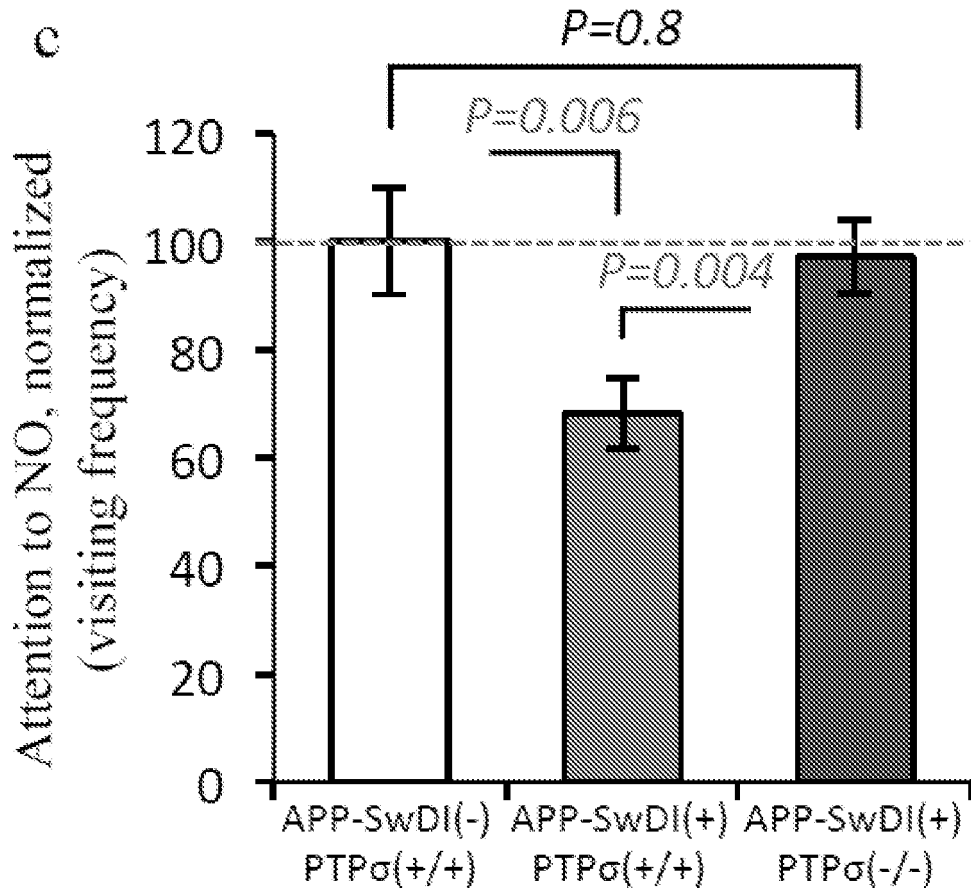 c
P=0.8
P=0.006
P=0.004
Attention to NO, normalized
(visiting frequency)
120
100
80
60
40
20
0
APP-SwDI(-) APP-SwDI(+) APP-SwDI(+)
PTPσ(+/+) PTPσ(+/+) PTPσ(-/-)